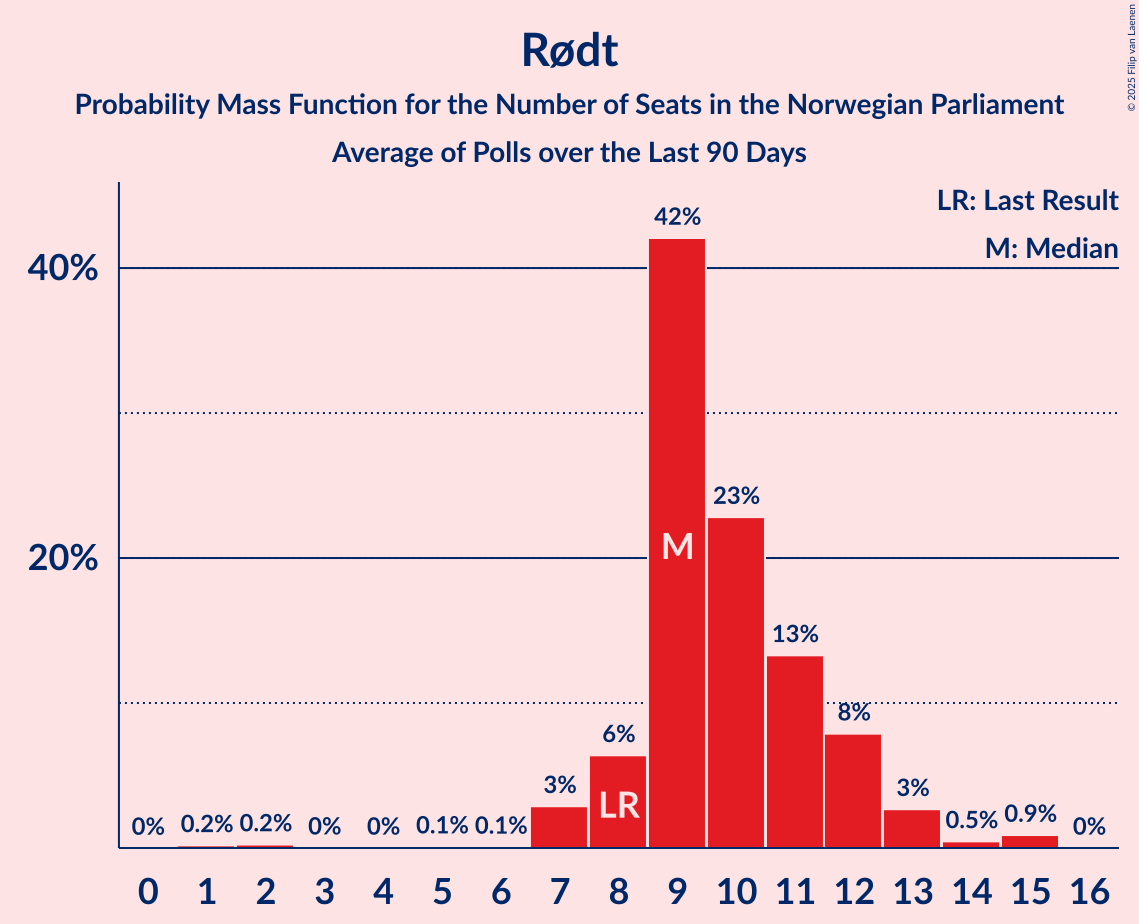 Rødt
Probability Mass Function for the Number of Seats in the Norwegian Parliament
Average of Polls over the Last 90 Days
© 2025 Filip van Laenen
LR: Last Result
M: Median
40%
20%
0%
0.2%
0.2%
0%
0%
0.1%
0.1%
3%
6%
42%
23%
13%
8%
3%
0.5%
0.9%
0%
LR
M
0 1 2 3 4 5 6 7 8 9 10 11 12 13 14 15 16